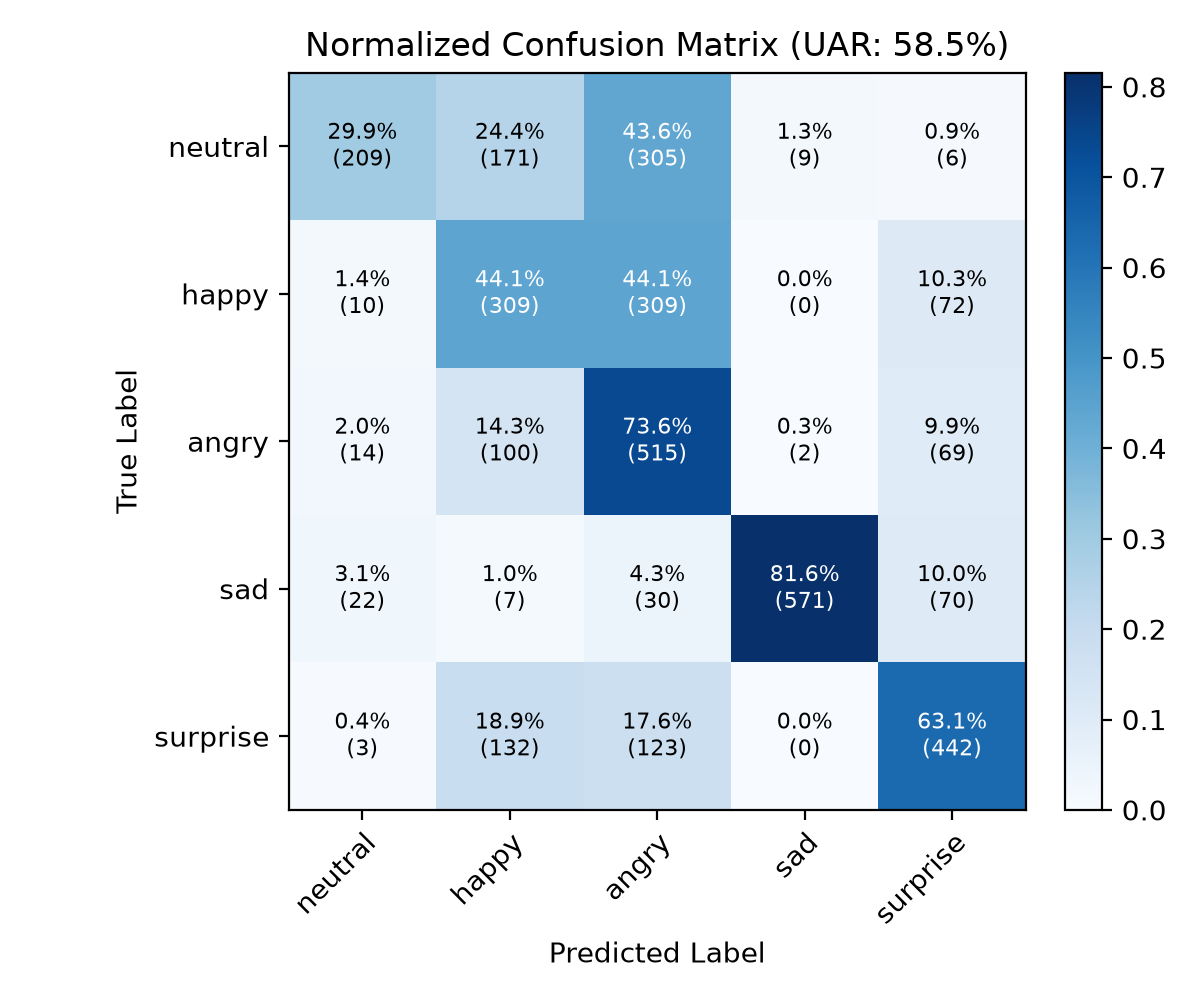 Normalized Confusion Matrix (UAR: 58.5%)
neutral
29.9% 24.4% 43.6% 1.3% 0.9%
(209) (171) (305) (9) (6)
happy
1.4% 44.1% 44.1% 0.0% 10.3%
(10) (309) (309) (0) (72)
angry
2.0% 14.3% 73.6% 0.3% 9.9%
(14) (100) (515) (2) (69)
sad
3.1% 1.0% 4.3% 81.6% 10.0%
(22) (7) (30) (571) (70)
surprise
0.4% 18.9% 17.6% 0.0% 63.1%
(3) (132) (123) (0) (442)
True Label
neutral happy angry sad surprise
Predicted Label
0.8
0.7
0.6
0.5
0.4
0.3
0.2
0.1
0.0